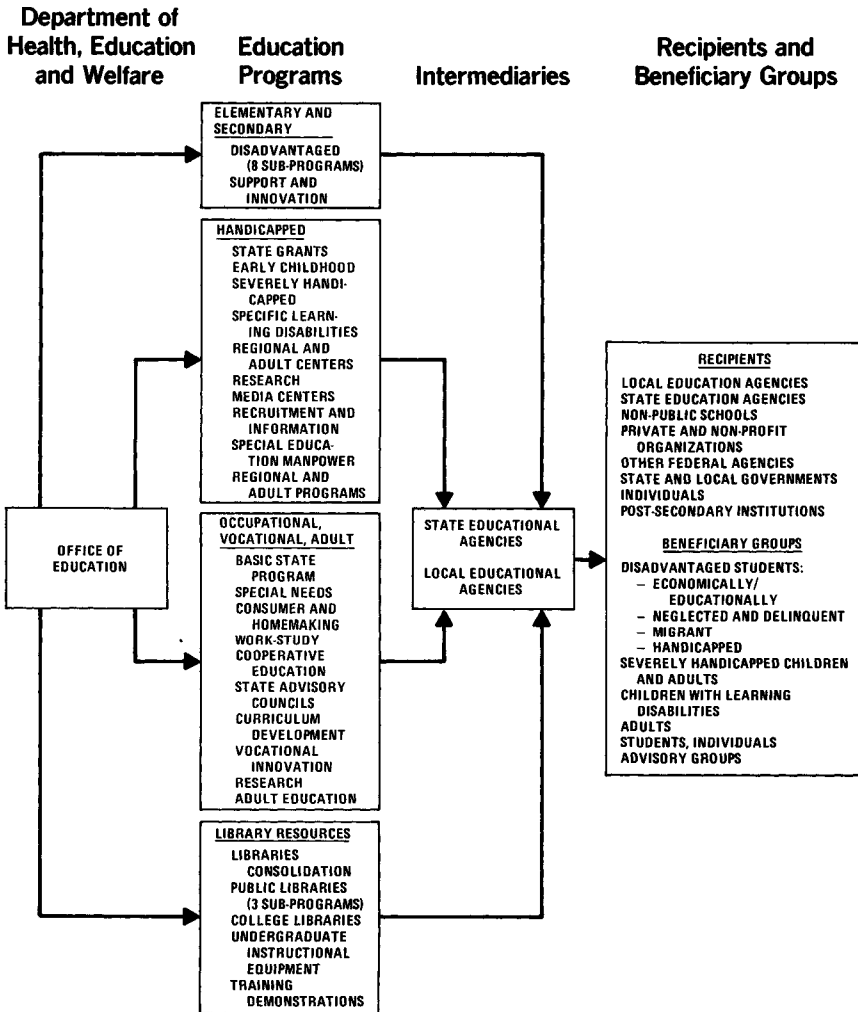 Department of
Health, Education
and Welfare
Education
Programs
Intermediaries
Recipients and
Beneficiary Groups
ELEMENTARY AND
SECONDARY
DISADVANTAGED
(8 SUB-PROGRAMS)
SUPPORT AND
INNOVATION
HANDICAPPED
STATE GRANTS
EARLY CHILDHOOD
SEVERELY HANDI-
CAPPED
SPECIFIC LEARN-
ING DISABILITIES
REGIONAL AND
ADULT CENTERS
RESEARCH
MEDIA CENTERS
RECRUITMENT AND
INFORMATION
SPECIAL EDUCA-
TION MANPOWER
REGIONAL AND
ADULT PROGRAMS
OFFICE OF
EDUCATION
OCCUPATIONAL,
VOCATIONAL, ADULT
BASIC STATE
PROGRAM
SPECIAL NEEDS
CONSUMER AND
HOMEMAKING
WORK-STUDY
COOPERATIVE
EDUCATION
STATE ADVISORY
COUNCILS
CURRICULUM
DEVELOPMENT
VOCATIONAL
INNOVATION
RESEARCH
ADULT EDUCATION
LIBRARY RESOURCES
LIBRARIES
CONSOLIDATION
PUBLIC LIBRARIES
(3 SUB-PROGRAMS)
COLLEGE LIBRARIES
UNDERGRADUATE
INSTRUCTIONAL
EQUIPMENT
TRAINING
DEMONSTRATIONS
STATE EDUCATIONAL
AGENCIES
LOCAL EDUCATIONAL
AGENCIES
RECIPIENTS
LOCAL EDUCATION AGENCIES
STATE EDUCATION AGENCIES
NON-PUBLIC SCHOOLS
PRIVATE AND NON-PROFIT
ORGANIZATIONS
OTHER FEDERAL AGENCIES
STATE AND LOCAL GOVERNMENTS
INDIVIDUALS
POST-SECONDARY INSTITUTIONS
BENEFICIARY GROUPS
DISADVANTAGED STUDENTS:
– ECONOMICALLY/
EDUCATIONALLY
– NEGLECTED AND DELINQUENT
– MIGRANT
– HANDICAPPED
SEVERELY HANDICAPPED CHILDREN
AND ADULTS
CHILDREN WITH LEARNING
DISABILITIES
ADULTS
STUDENTS, INDIVIDUALS
ADVISORY GROUPS